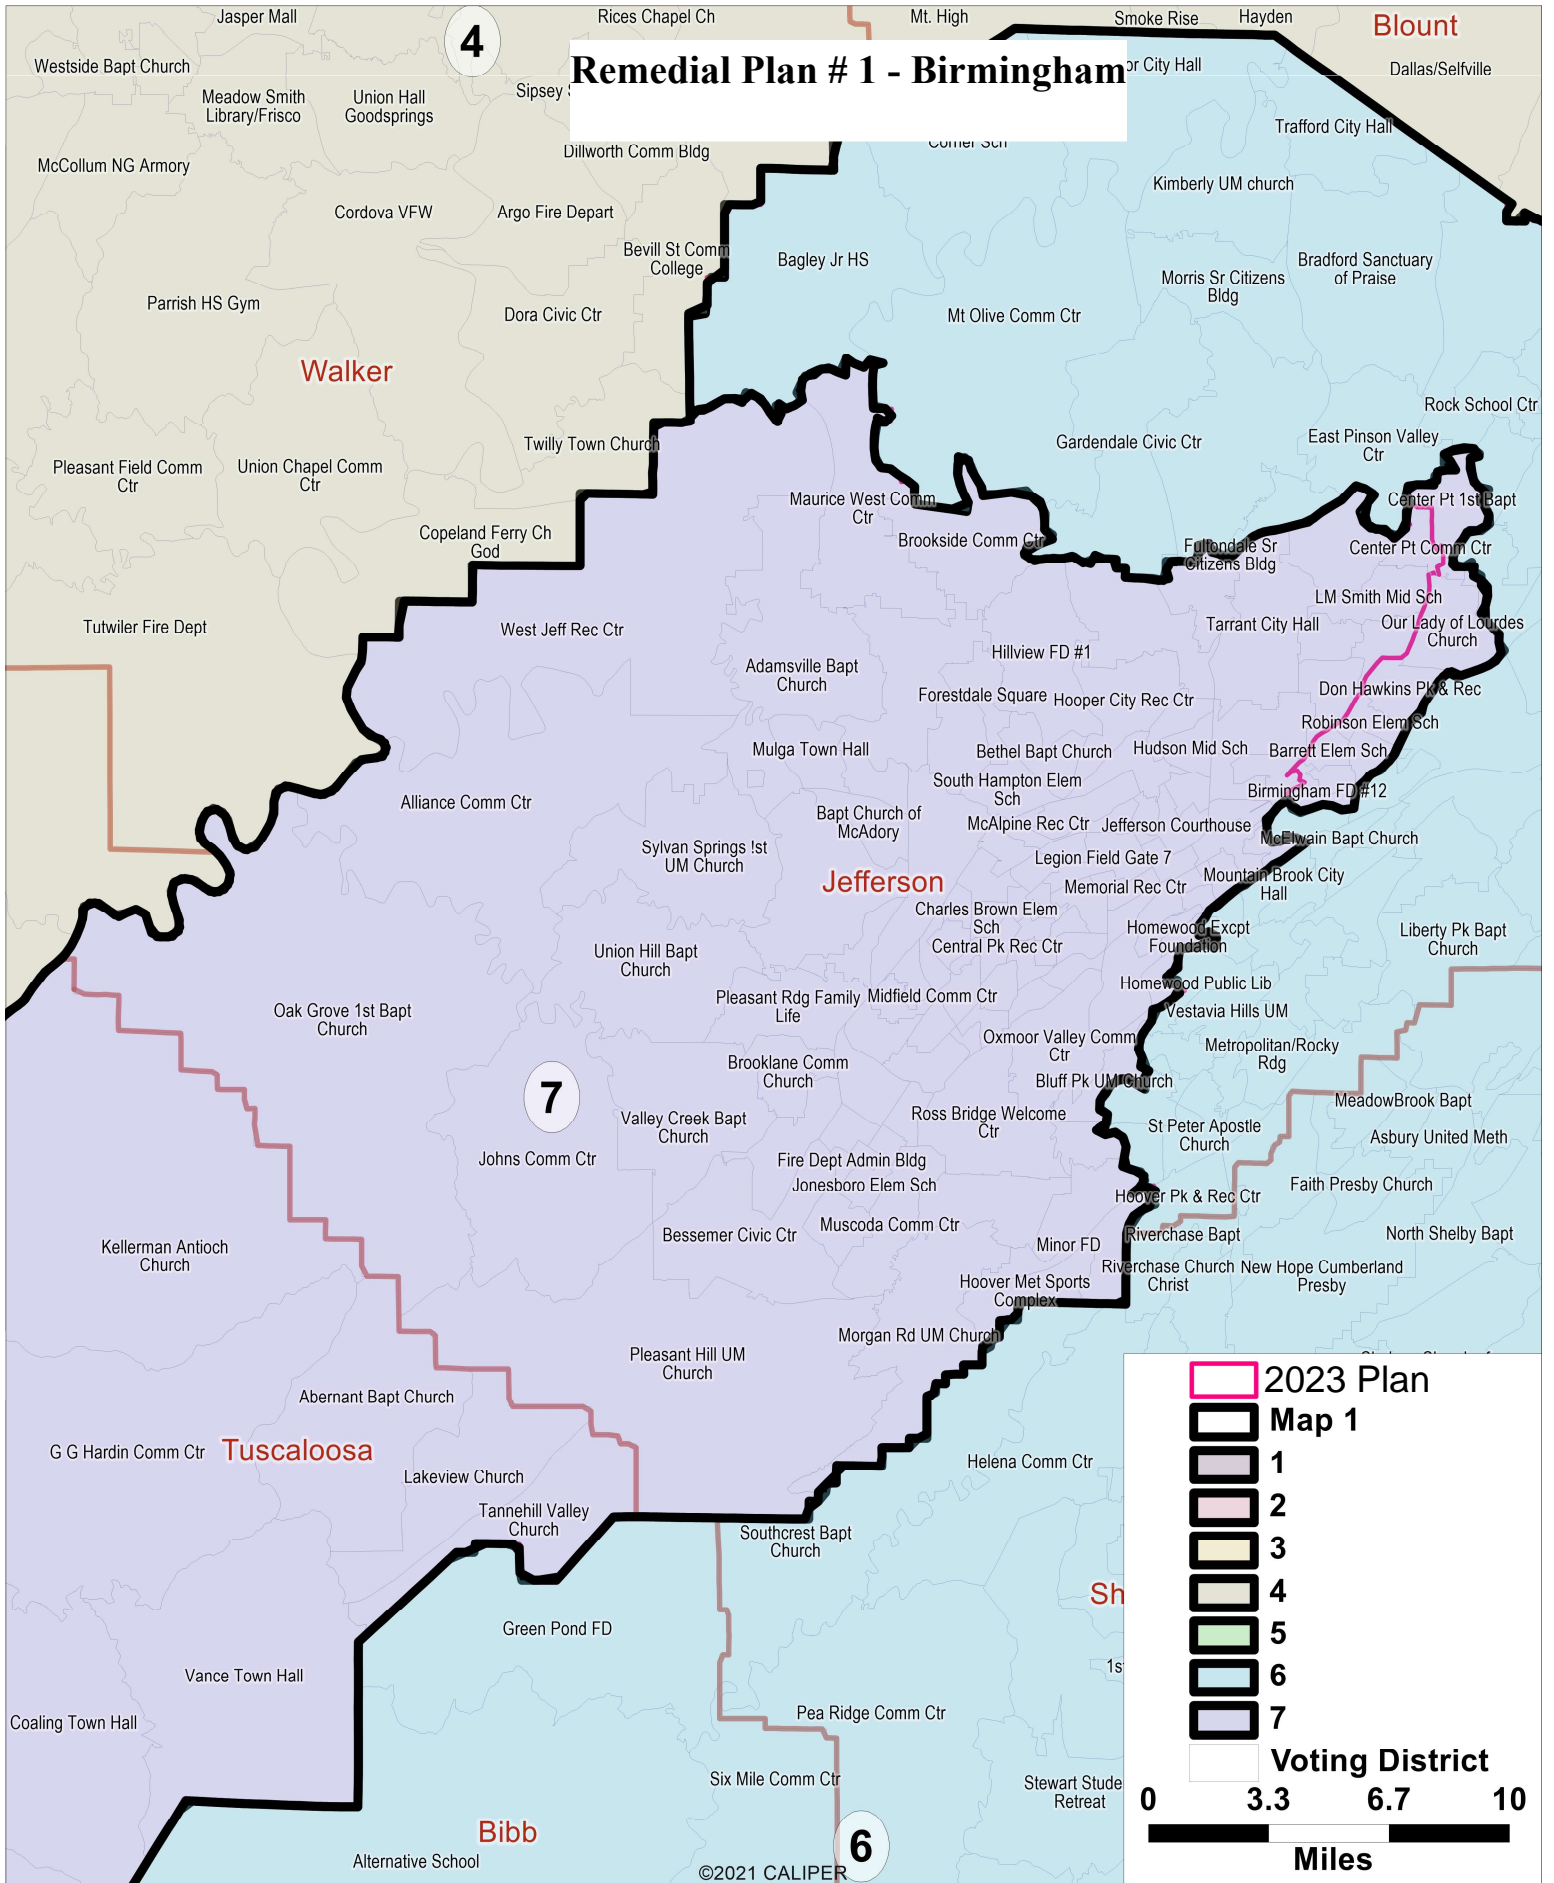 Jasper Mall
4
Rices Chapel Ch
Mt. High
Smoke Rise
Hayden
Blount
Westside Bapt Church
Remedial Plan # 1 - Birmingham
or City Hall
Dallas/Selfville
Meadow Smith
Library/Frisco
Union Hall
Goodsprings
Sipsey
Trafford City Hall
McCollum NG Armory
Dillworth Comm Bldg
Corner Sch
Kimberly UM church
Cordova VFW
Argo Fire Depart
Bevill St Comm
College
Bagley Jr HS
Bradford Sanctuary
of Praise
Morris Sr Citizens
Bldg
Parrish HS Gym
Dora Civic Ctr
Mt Olive Comm Ctr
Walker
Rock School Ctr
Twilly Town Church
Gardendale Civic Ctr
East Pinson Valley
Ctr
Pleasant Field Comm
Ctr
Union Chapel Comm
Ctr
Maurice West Comm
Ctr
Center Pt 1st Bapt
Copeland Ferry Ch
God
Brookside Comm Ctr
Fultondale Sr
Citizens Bldg
Center Pt Comm Ctr
LM Smith Mid Sch
Tutwiler Fire Dept
West Jeff Rec Ctr
Tarrant City Hall
Our Lady of Lourdes
Church
Hillview FD #1
Adamsville Bapt
Church
Forestdale Square
Hooper City Rec Ctr
Don Hawkins Pk & Rec
Robinson Elem Sch
Mulga Town Hall
Bethel Bapt Church
Hudson Mid Sch
Barrett Elem Sch
South Hampton Elem
Sch
Birmingham FD #12
Alliance Comm Ctr
Bapt Church of
McAdory
McAlpine Rec Ctr
Jefferson Courthouse
McElwain Bapt Church
Sylvan Springs !st
UM Church
Legion Field Gate 7
Jefferson
Memorial Rec Ctr
Mountain Brook City
Hall
Charles Brown Elem
Sch
Central Pk Rec Ctr
Homewood Excpt
Foundation
Liberty Pk Bapt
Church
Union Hill Bapt
Church
Homewood Public Lib
Pleasant Rdg Family
Life
Midfield Comm Ctr
Vestavia Hills UM
Oak Grove 1st Bapt
Church
Oxmoor Valley Comm
Ctr
Metropolitan/Rocky
Rdg
Brooklane Comm
Church
Bluff Pk UM Church
7
MeadowBrook Bapt
Valley Creek Bapt
Church
Ross Bridge Welcome
Ctr
St Peter Apostle
Church
Asbury United Meth
Johns Comm Ctr
Fire Dept Admin Bldg
Jonesboro Elem Sch
Faith Presby Church
Hoover Pk & Rec Ctr
Muscoda Comm Ctr
Bessemer Civic Ctr
Riverchase Bapt
North Shelby Bapt
Kellerman Antioch
Church
Minor FD
Riverchase Church
Christ
New Hope Cumberland
Presby
Hoover Met Sports
Complex
Morgan Rd UM Church
Pleasant Hill UM
Church
Abernant Bapt Church
G G Hardin Comm Ctr
Tuscaloosa
Helena Comm Ctr
Lakeview Church
Tannehill Valley
Church
Southcrest Bapt
Church
Sh
Green Pond FD
1st
Vance Town Hall
Pea Ridge Comm Ctr
Coaling Town Hall
Six Mile Comm Ctr
Stewart Stude
Retreat
Bibb
6
Alternative School
©2021 CALIPER
2023 Plan
Map 1
1
2
3
4
5
6
7
Voting District
0 3.3 6.7 10
Miles